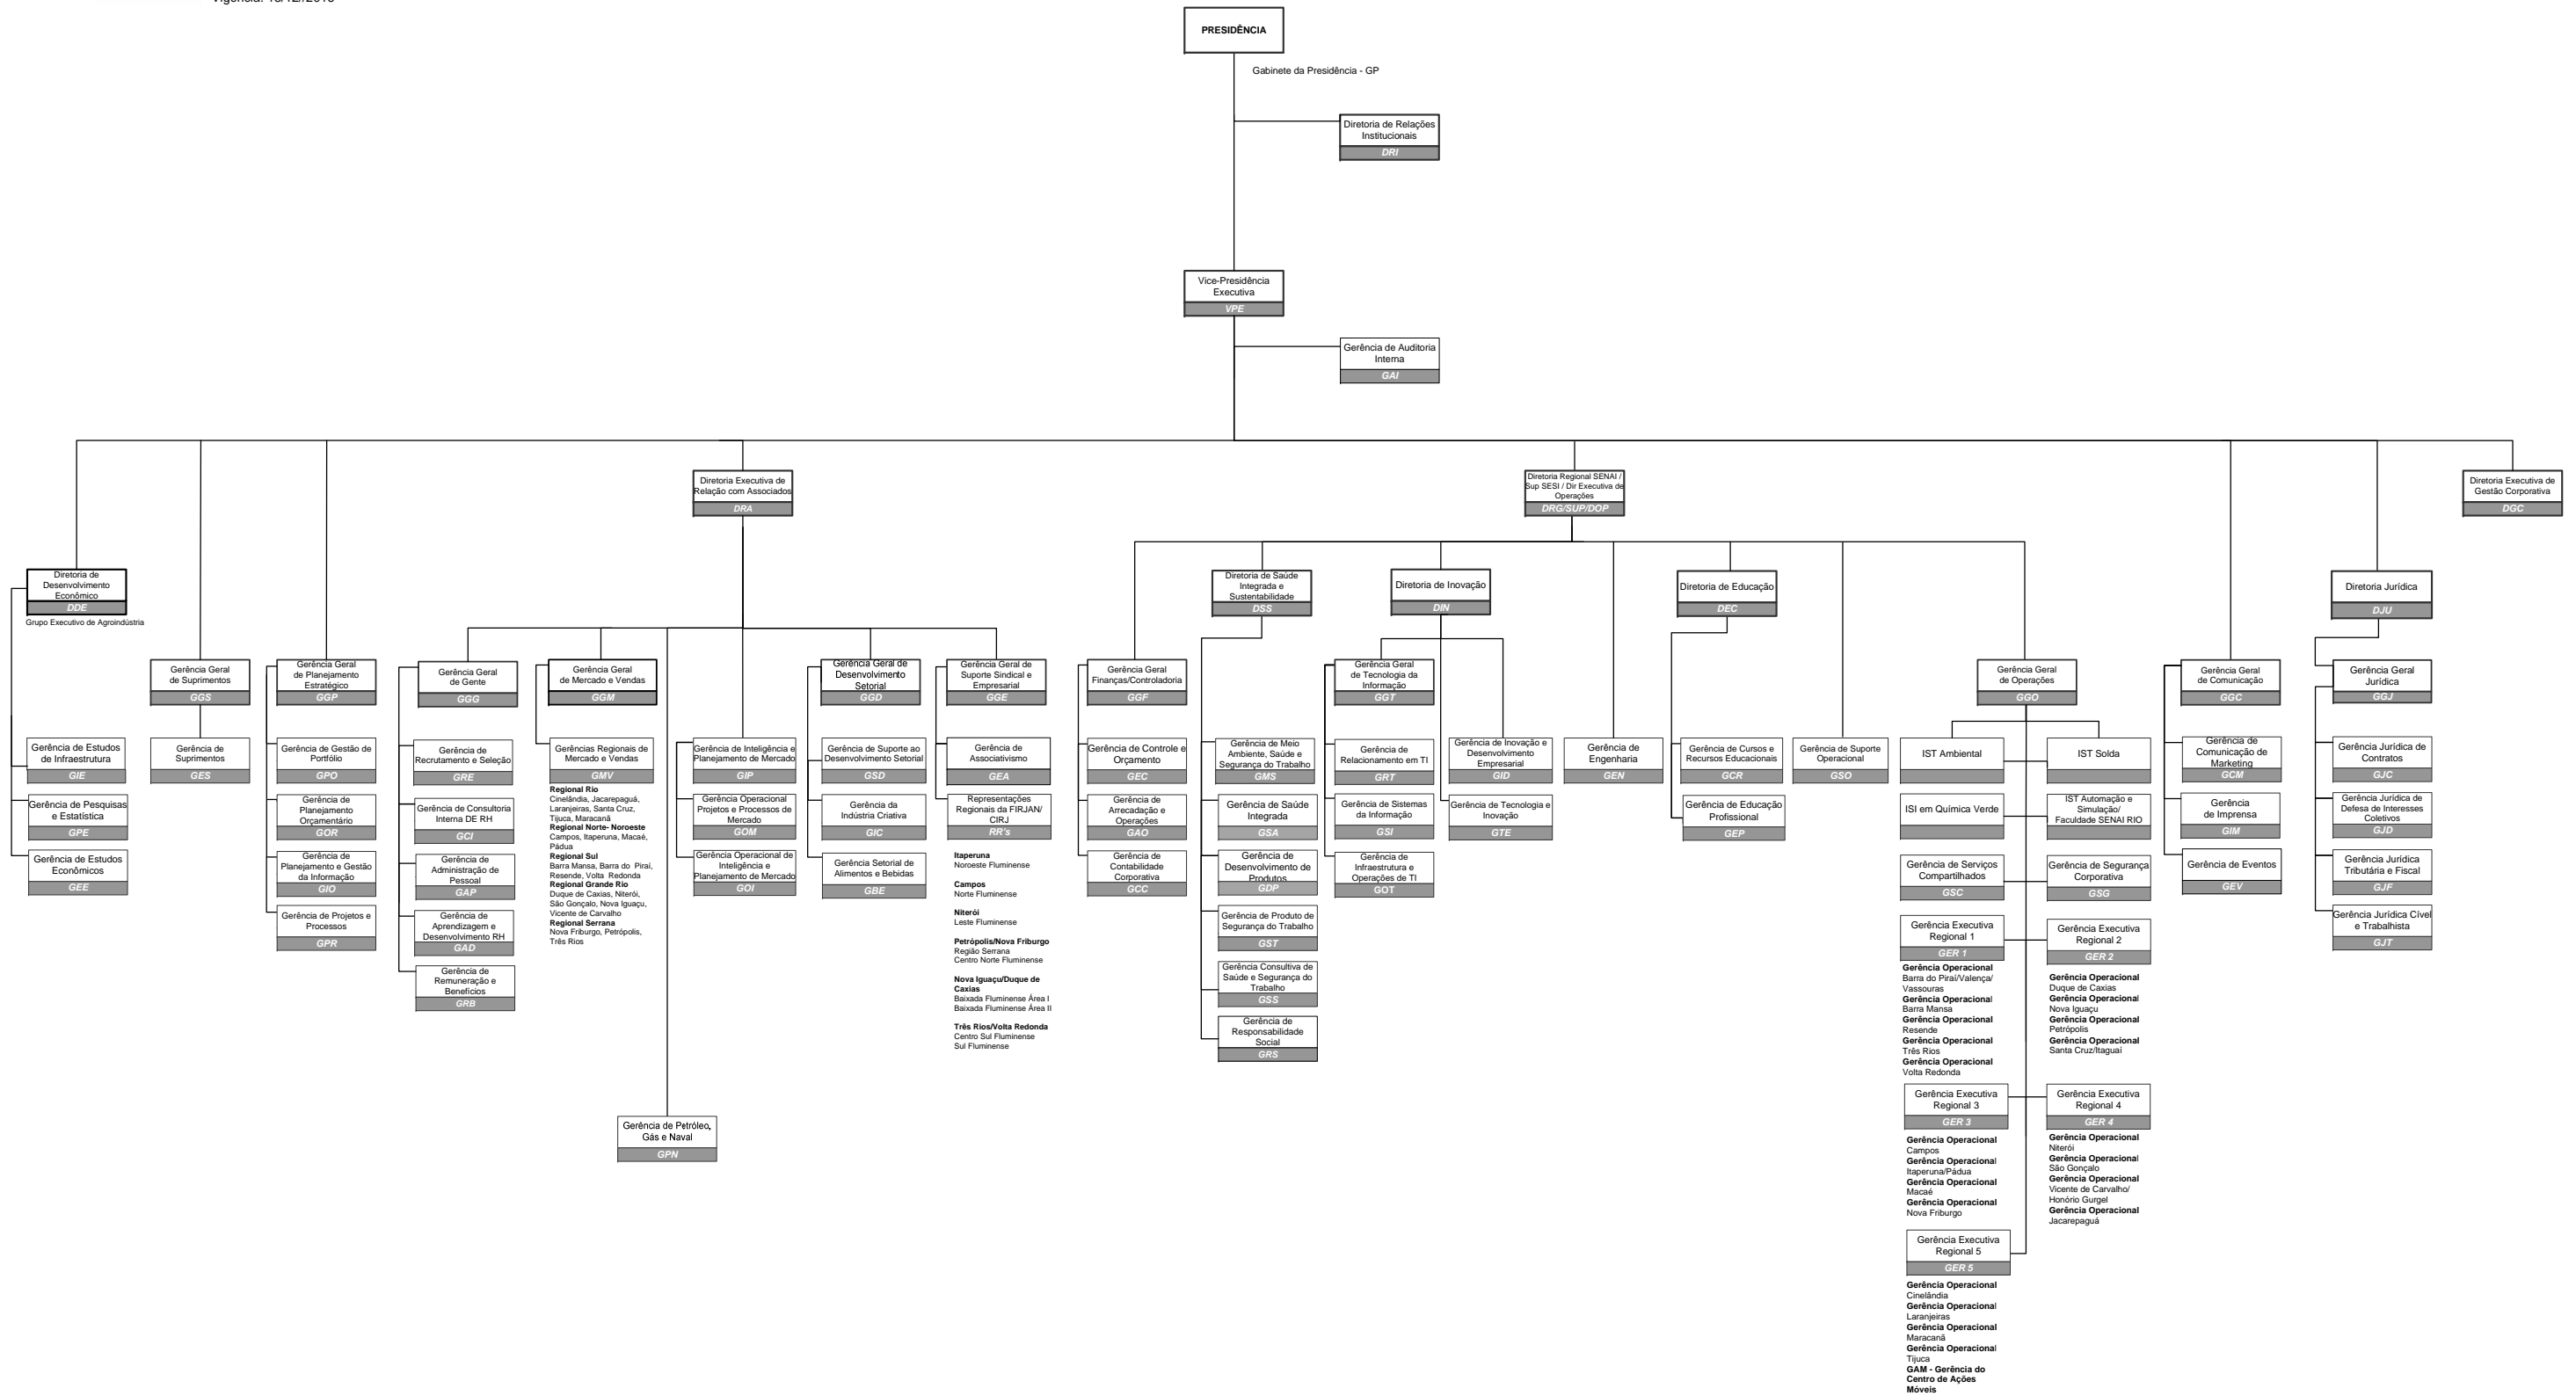 PRESIDÊNCIA
Gabinete da Presidência - GP
Diretoria de Relações
Institucionais
DRI
Vice-Presidência
Executiva
VPE
Gerência de Auditoria
Interna
GAI
Diretoria Executiva de
Relação com Associados
DRA
Diretoria Regional SENAI /
Sup SESI / Dir Executiva de
Operações
DRG/SUP/DOP
Diretoria Executiva de
Gestão Corporativa
DGC
Diretoria de
Desenvolvimento
Econômico
DDE
Grupo Executivo de Agroindústria
Diretoria de Saúde
Integrada e
Sustentabilidade
DSS
Diretoria de Inovação
DIN
Diretoria de Educação
DEC
Diretoria Jurídica
DJU
Gerência Geral
de Suprimentos
GGS
Gerência Geral
de Planejamento
Estratégico
GGP
Gerência Geral
de Gente
GGG
Gerência Geral
de Mercado e Vendas
GGM
Gerência Geral de
Desenvolvimento
Setorial
GGD
Gerência Geral de
Suporte Sindical e
Empresarial
GGE
Gerência Geral
Finanças/Controladoria
GGF
Gerência Geral
de Tecnologia da
Informação
GGT
Gerência Geral
de Operações
GGO
Gerência Geral
de Comunicação
GGC
Gerência Geral
Jurídica
GGJ
Gerência de Estudos
de Infraestrutura
GIE
Gerência de Pesquisas
e Estatística
GPE
Gerência de Estudos
Econômicos
GEE
Gerência de
Suprimentos
GES
Gerência de Gestão de
Portfólio
GPO
Gerência de
Planejamento
Orçamentário
GOR
Gerência de
Planejamento e Gestão
da Informação
GIO
Gerência de Projetos e
Processos
GPR
Gerência de
Recrutamento e Seleção
GRE
Gerência de Consultoria
Interna DE RH
GCI
Gerência de
Administração de
Pessoal
GAP
Gerência de
Aprendizagem e
Desenvolvimento RH
GAD
Gerência de
Remuneração e
Benefícios
GRB
Gerências Regionais de
Mercado e Vendas
GMV
Regional Rio
Cinelândia, Jacarepaguá,
Laranjeiras, Santa Cruz,
Tijuca, Maracanã
Regional Norte- Noroeste
Campos, Itaperuna, Macaé,
Pádua
Regional Sul
Barra Mansa, Barra do Piraí,
Resende, Volta Redonda
Regional Grande Rio
Duque de Caxias, Niterói,
São Gonçalo, Nova Iguaçu,
Vicente de Carvalho
Regional Serrana
Nova Friburgo, Petrópolis,
Três Rios
Gerência de Petróleo,
Gás e Naval
GPN
Gerência de Inteligência e
Planejamento de Mercado
GIP
Gerência Operacional
Projetos e Processos de
Mercado
GOM
Gerência Operacional de
Inteligência e
Planejamento de Mercado
GOI
Gerência de Suporte ao
Desenvolvimento Setorial
GSD
Gerência da
Indústria Criativa
GIC
Gerência Setorial de
Alimentos e Bebidas
GBE
Gerência de
Associativismo
GEA
Representações
Regionais da FIRJAN/
CIRJ
RR's
Itaperuna
Noroeste Fluminense
Campos
Norte Fluminense
Niterói
Leste Fluminense
Petrópolis/Nova Friburgo
Região Serrana
Centro Norte Fluminense
Nova Iguaçu/Duque de
Caxias
Baixada Fluminense Área I
Baixada Fluminense Área II
Três Rios/Volta Redonda
Centro Sul Fluminense
Sul Fluminense
Gerência de Controle e
Orçamento
GEC
Gerência de
Arrecadação e
Operações
GAO
Gerência de
Contabilidade
Corporativa
GCC
Gerência de Meio
Ambiente, Saúde e
Segurança do Trabalho
GMS
Gerência de Saúde
Integrada
GSA
Gerência de
Desenvolvimento de
Produtos
GDP
Gerência de Produto de
Segurança do Trabalho
GST
Gerência Consultiva de
Saúde e Segurança do
Trabalho
GSS
Gerência de
Responsabilidade
Social
GRS
Gerência de
Relacionamento em TI
GRT
Gerência de Sistemas
da Informação
GSI
Gerência de
Infraestrutura e
Operações de TI
GOT
Gerência de Inovação e
Desenvolvimento
Empresarial
GID
Gerência de Tecnologia e
Inovação
GTE
Gerência de
Engenharia
GEN
Gerência de Cursos e
Recursos Educacionais
GCR
Gerência de Educação
Profissional
GEP
Gerência de Suporte
Operacional
GSO
IST Ambiental
IST Solda
ISI em Química Verde
IST Automação e
Simulação/
Faculdade SENAI RIO
Gerência de Serviços
Compartilhados
GSC
Gerência de Segurança
Corporativa
GSG
Gerência Executiva
Regional 1
GER 1
Gerência Operacional
Barra do Piraí/Valença/
Vassouras
Gerência Operacional
Barra Mansa
Gerência Operacional
Resende
Gerência Operacional
Três Rios
Gerência Operacional
Volta Redonda
Gerência Executiva
Regional 2
GER 2
Gerência Operacional
Duque de Caxias
Gerência Operacional
Nova Iguaçu
Gerência Operacional
Petrópolis
Gerência Operacional
Santa Cruz/Itaguaí
Gerência Executiva
Regional 3
GER 3
Gerência Operacional
Campos
Gerência Operacional
Itaperuna/Pádua
Gerência Operacional
Macaé
Gerência Operacional
Nova Friburgo
Gerência Executiva
Regional 4
GER 4
Gerência Operacional
Niterói
Gerência Operacional
São Gonçalo
Gerência Operacional
Vicente de Carvalho/
Honório Gurgel
Gerência Operacional
Jacarepaguá
Gerência Executiva
Regional 5
GER 5
Gerência Operacional
Cinelândia
Gerência Operacional
Laranjeiras
Gerência Operacional
Maracanã
Gerência Operacional
Tijuca
GAM - Gerência do
Centro de Ações
Móveis
Gerência de
Comunicação de
Marketing
GCM
Gerência
de Imprensa
GIM
Gerência de Eventos
GEV
Gerência Jurídica de
Contratos
GJC
Gerência Jurídica de
Defesa de Interesses
Coletivos
GJD
Gerência Jurídica
Tributária e Fiscal
GJF
Gerência Jurídica Cível
e Trabalhista
GJT